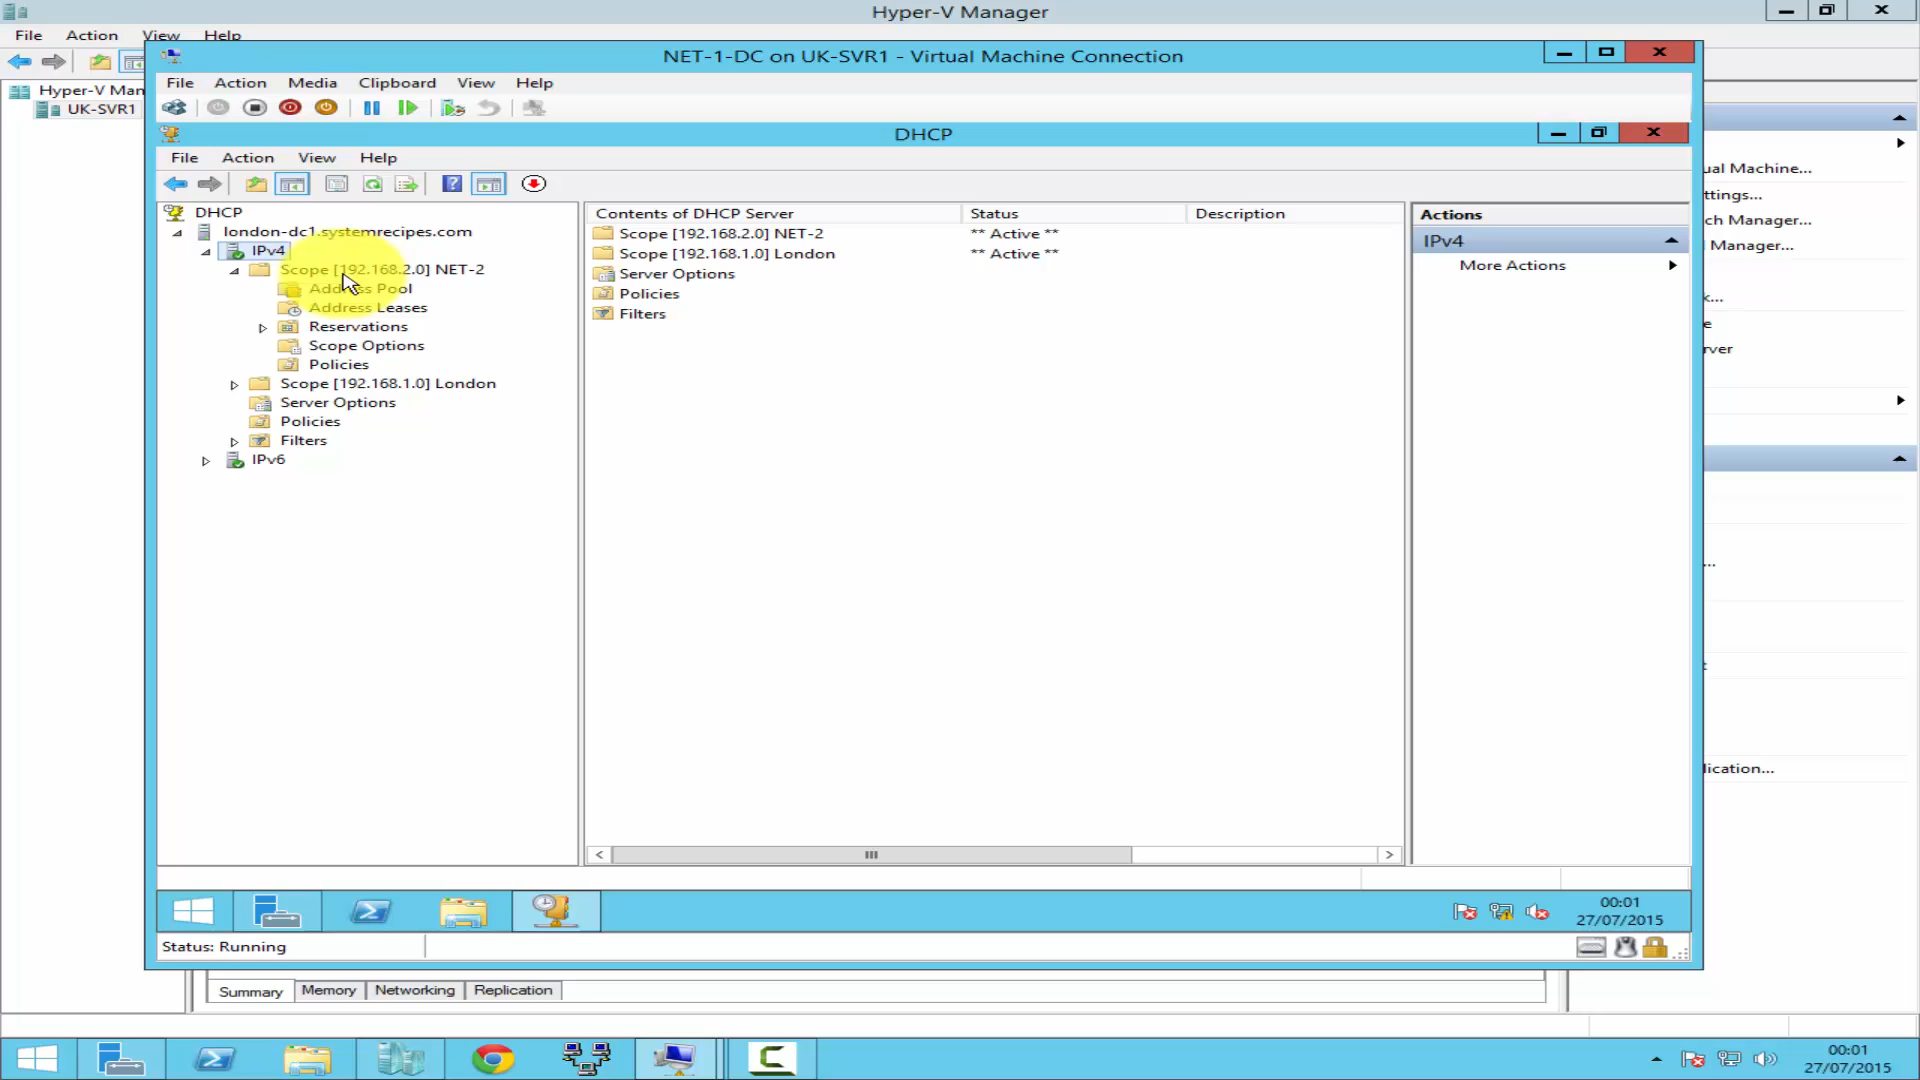 Hyper-V Manager
File Action View Help
Hyper-V Man
UK-SVR1
NET-1-DC on UK-SVR1 - Virtual Machine Connection
File Action Media Clipboard View Help
DHCP
File Action View Help
DHCP
london-dc1.systemrecipes.com
IPv4
Scope [192.168.2.0] NET-2
Address Pool
Address Leases
Reservations
Scope Options
Policies
Scope [192.168.1.0] London
Server Options
Policies
Filters
IPv6
Contents of DHCP Server Status Description
Scope [192.168.2.0] NET-2 ** Active **
Scope [192.168.1.0] London ** Active **
Server Options
Policies
Filters
Actions
IPv4
More Actions
ual Machine...
ttings...
ch Manager...
l Manager...
k...
e
rver
...
lication...
00:01
27/07/2015
Status: Running
Summary Memory Networking Replication
00:01
27/07/2015